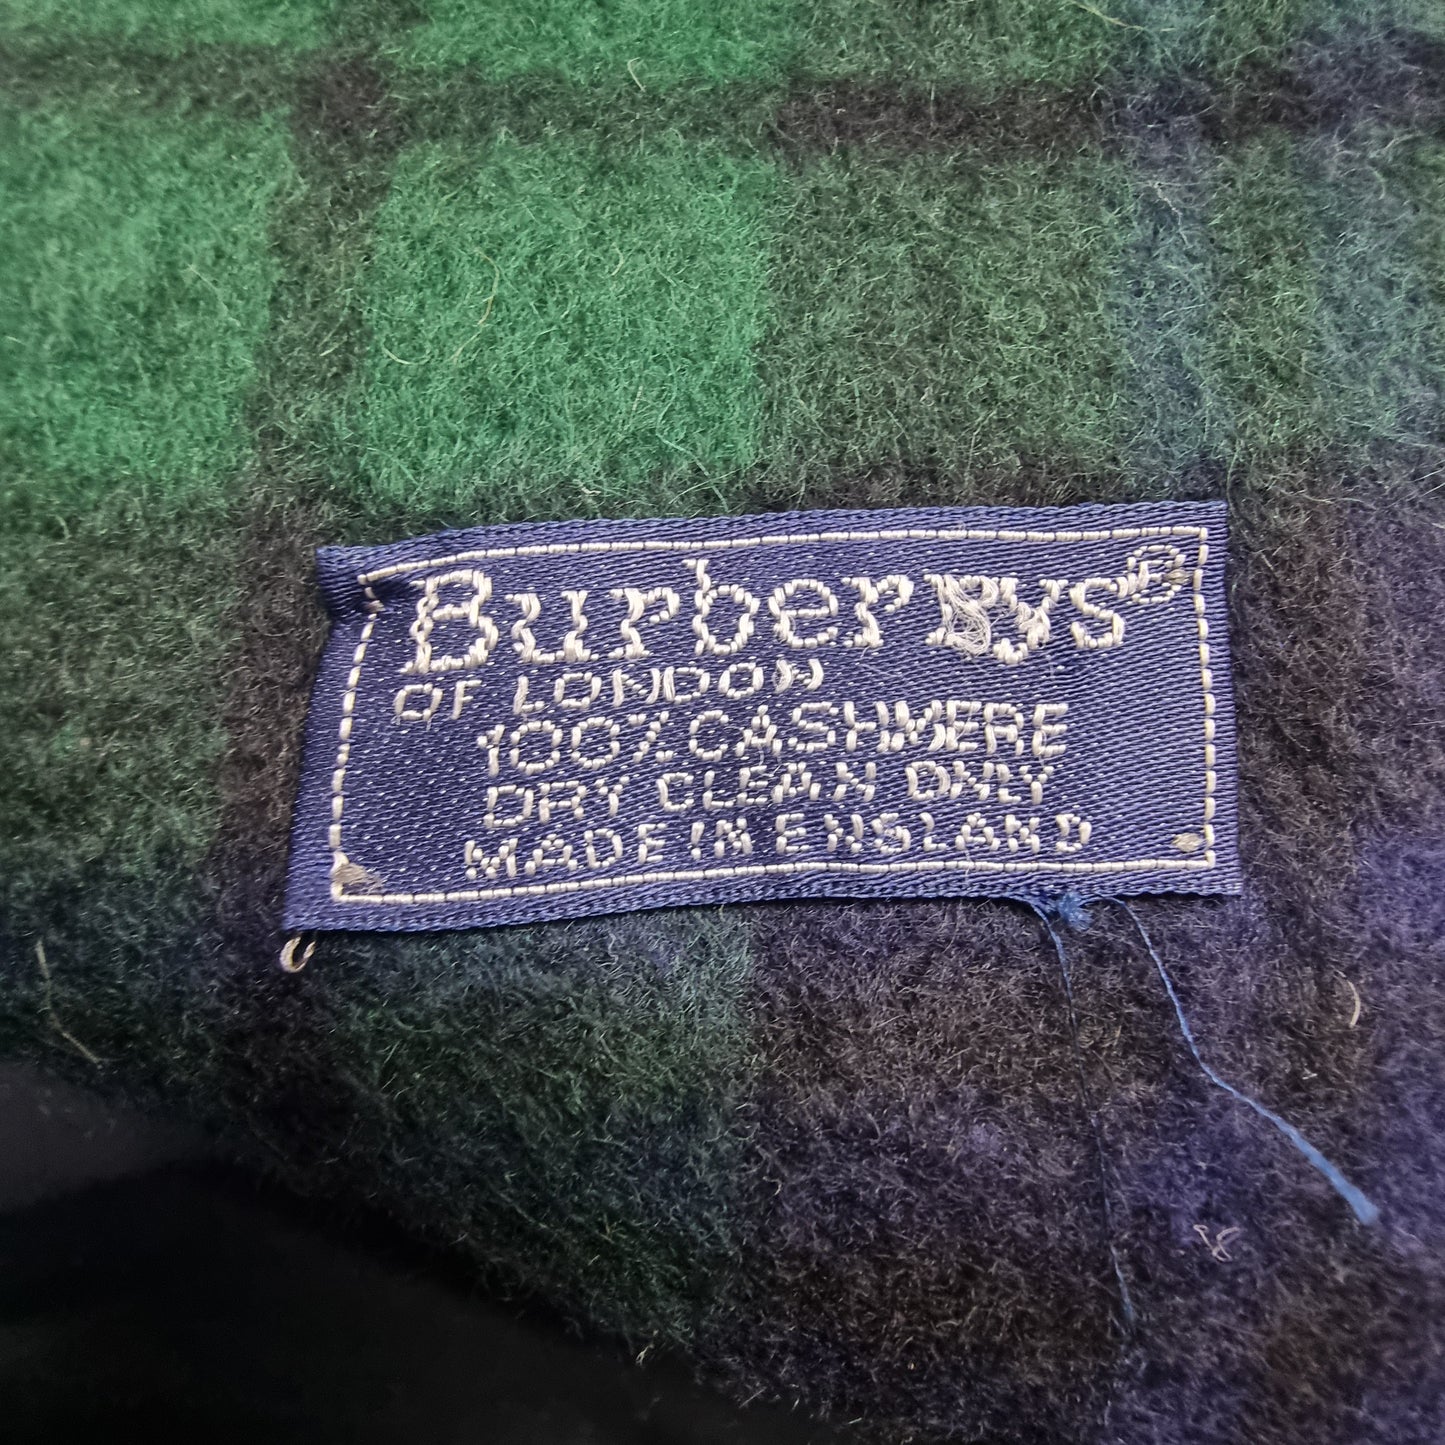 Burberrys®
OF LONDON
100% CASHMERE
DRY CLEAN ONLY
MADE IN ENGLAND